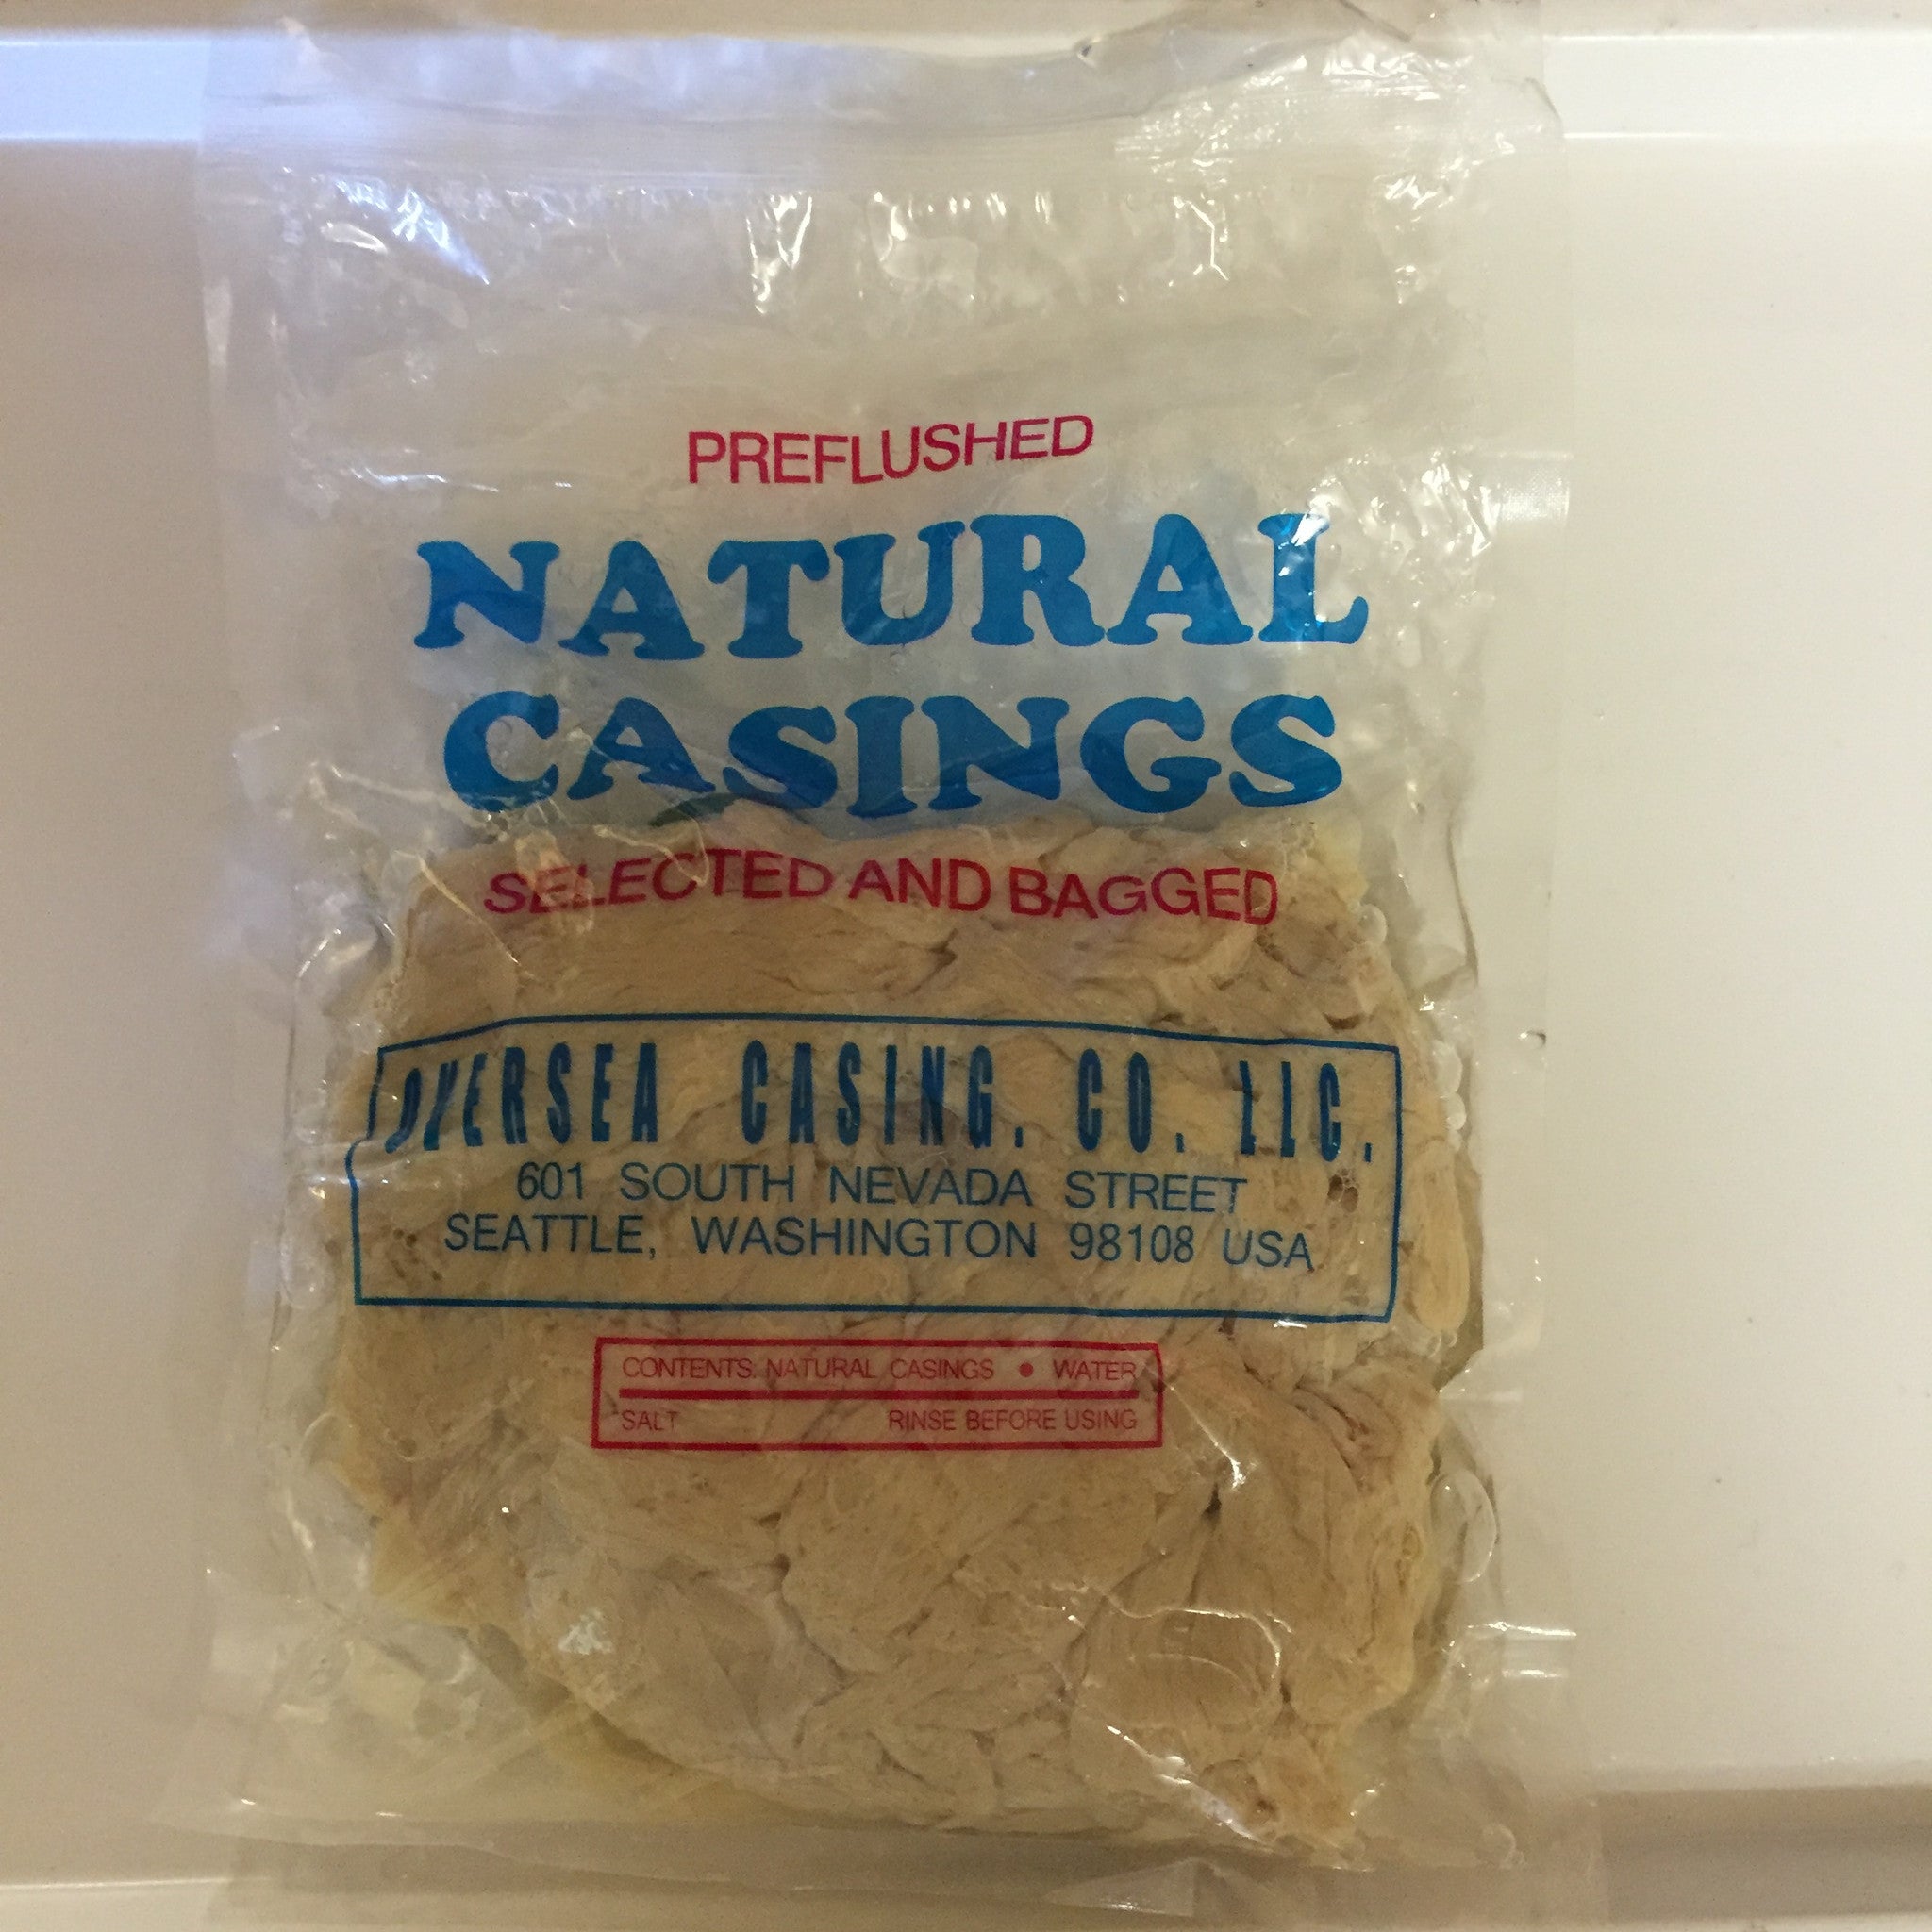 PREFLUSHED
NATURAL
CASINGS
SELECTED AND BAGGED
OVERSEA CASING. CO. LLC.
601 SOUTH NEVADA STREET
SEATTLE, WASHINGTON 98108 USA
CONTENTS: NATURAL CASINGS • WATER
SALT RINSE BEFORE USING